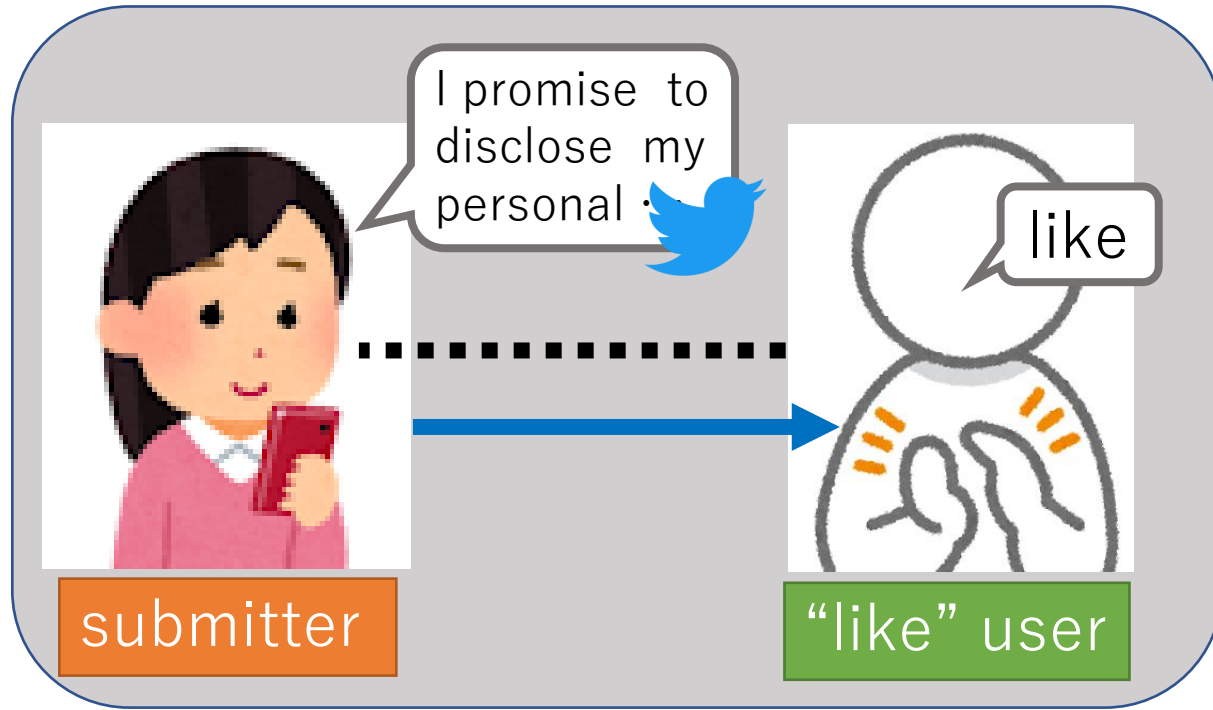 I promise to
disclose my
personal
like
submitter
“like” user